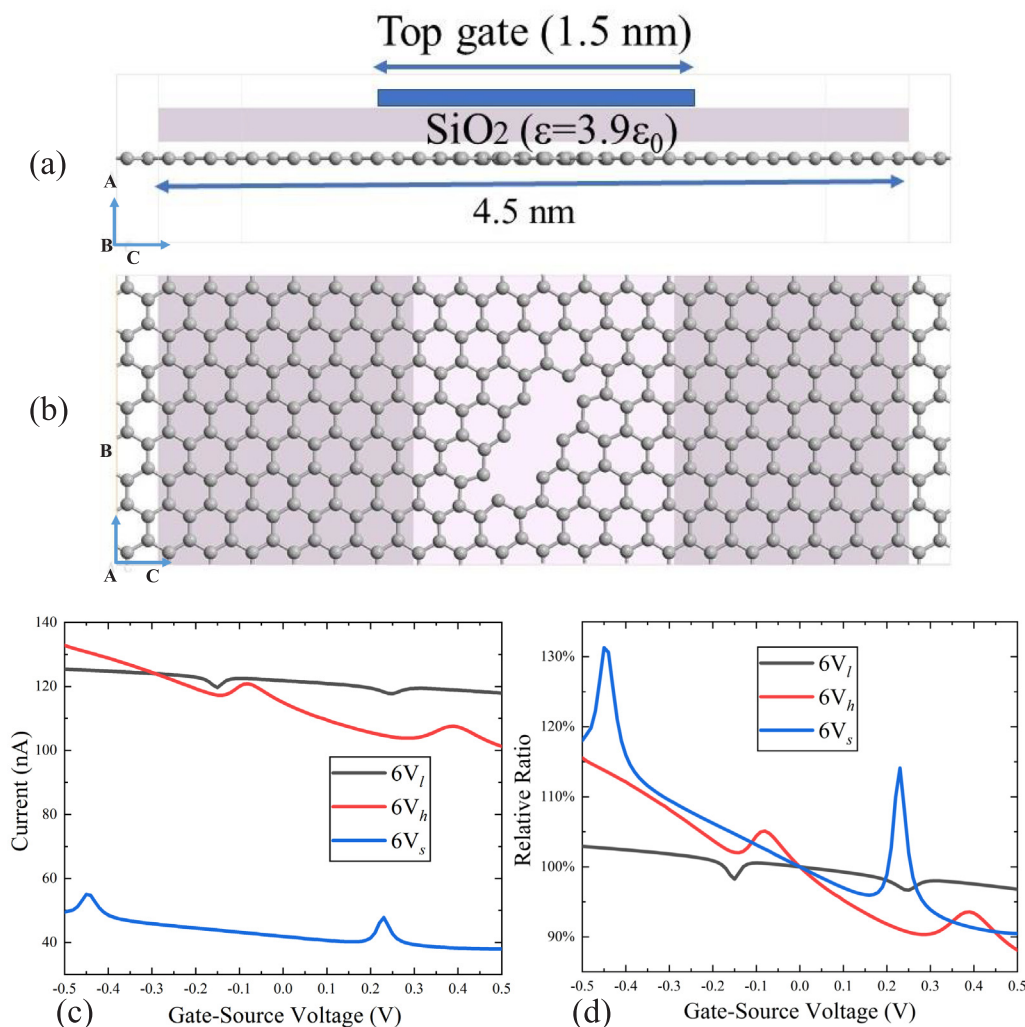 Top gate (1.5 nm)
SiO2 (ε=3.9ε0)
(a)
A
4.5 nm
B
C
(b)
B
A
C
140
120
100
80
60
40
Current (nA)
6Vl
6Vh
6Vs
-0.5 -0.4 -0.3 -0.2 -0.1 0.0 0.1 0.2 0.3 0.4 0.5
(c)
Gate-Source Voltage (V)
130%
120%
110%
100%
90%
Relative Ratio
6Vl
6Vh
6Vs
-0.5 -0.4 -0.3 -0.2 -0.1 0.0 0.1 0.2 0.3 0.4 0.5
(d)
Gate-Source Voltage (V)